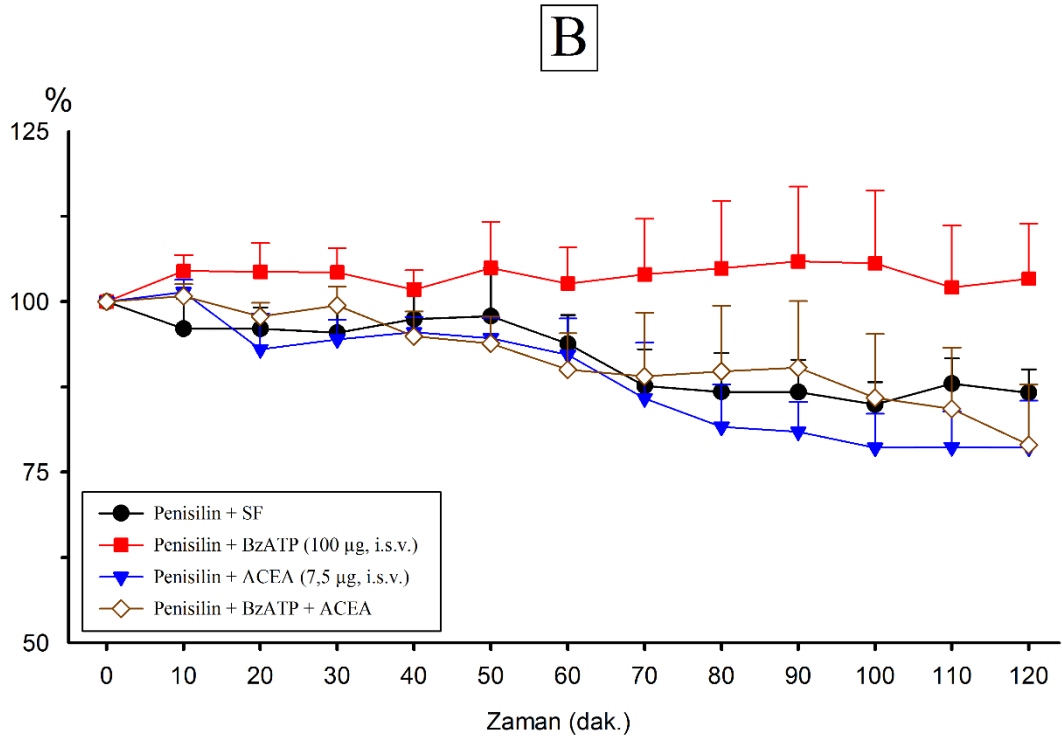 B
%
125
100
75
50
Penisilin + SF
Penisilin + BzATP (100 µg, i.s.v.)
Penisilin + ACEA (7,5 µg, i.s.v.)
Penisilin + BzATP + ACEA
0 10 20 30 40 50 60 70 80 90 100 110 120
Zaman (dak.)